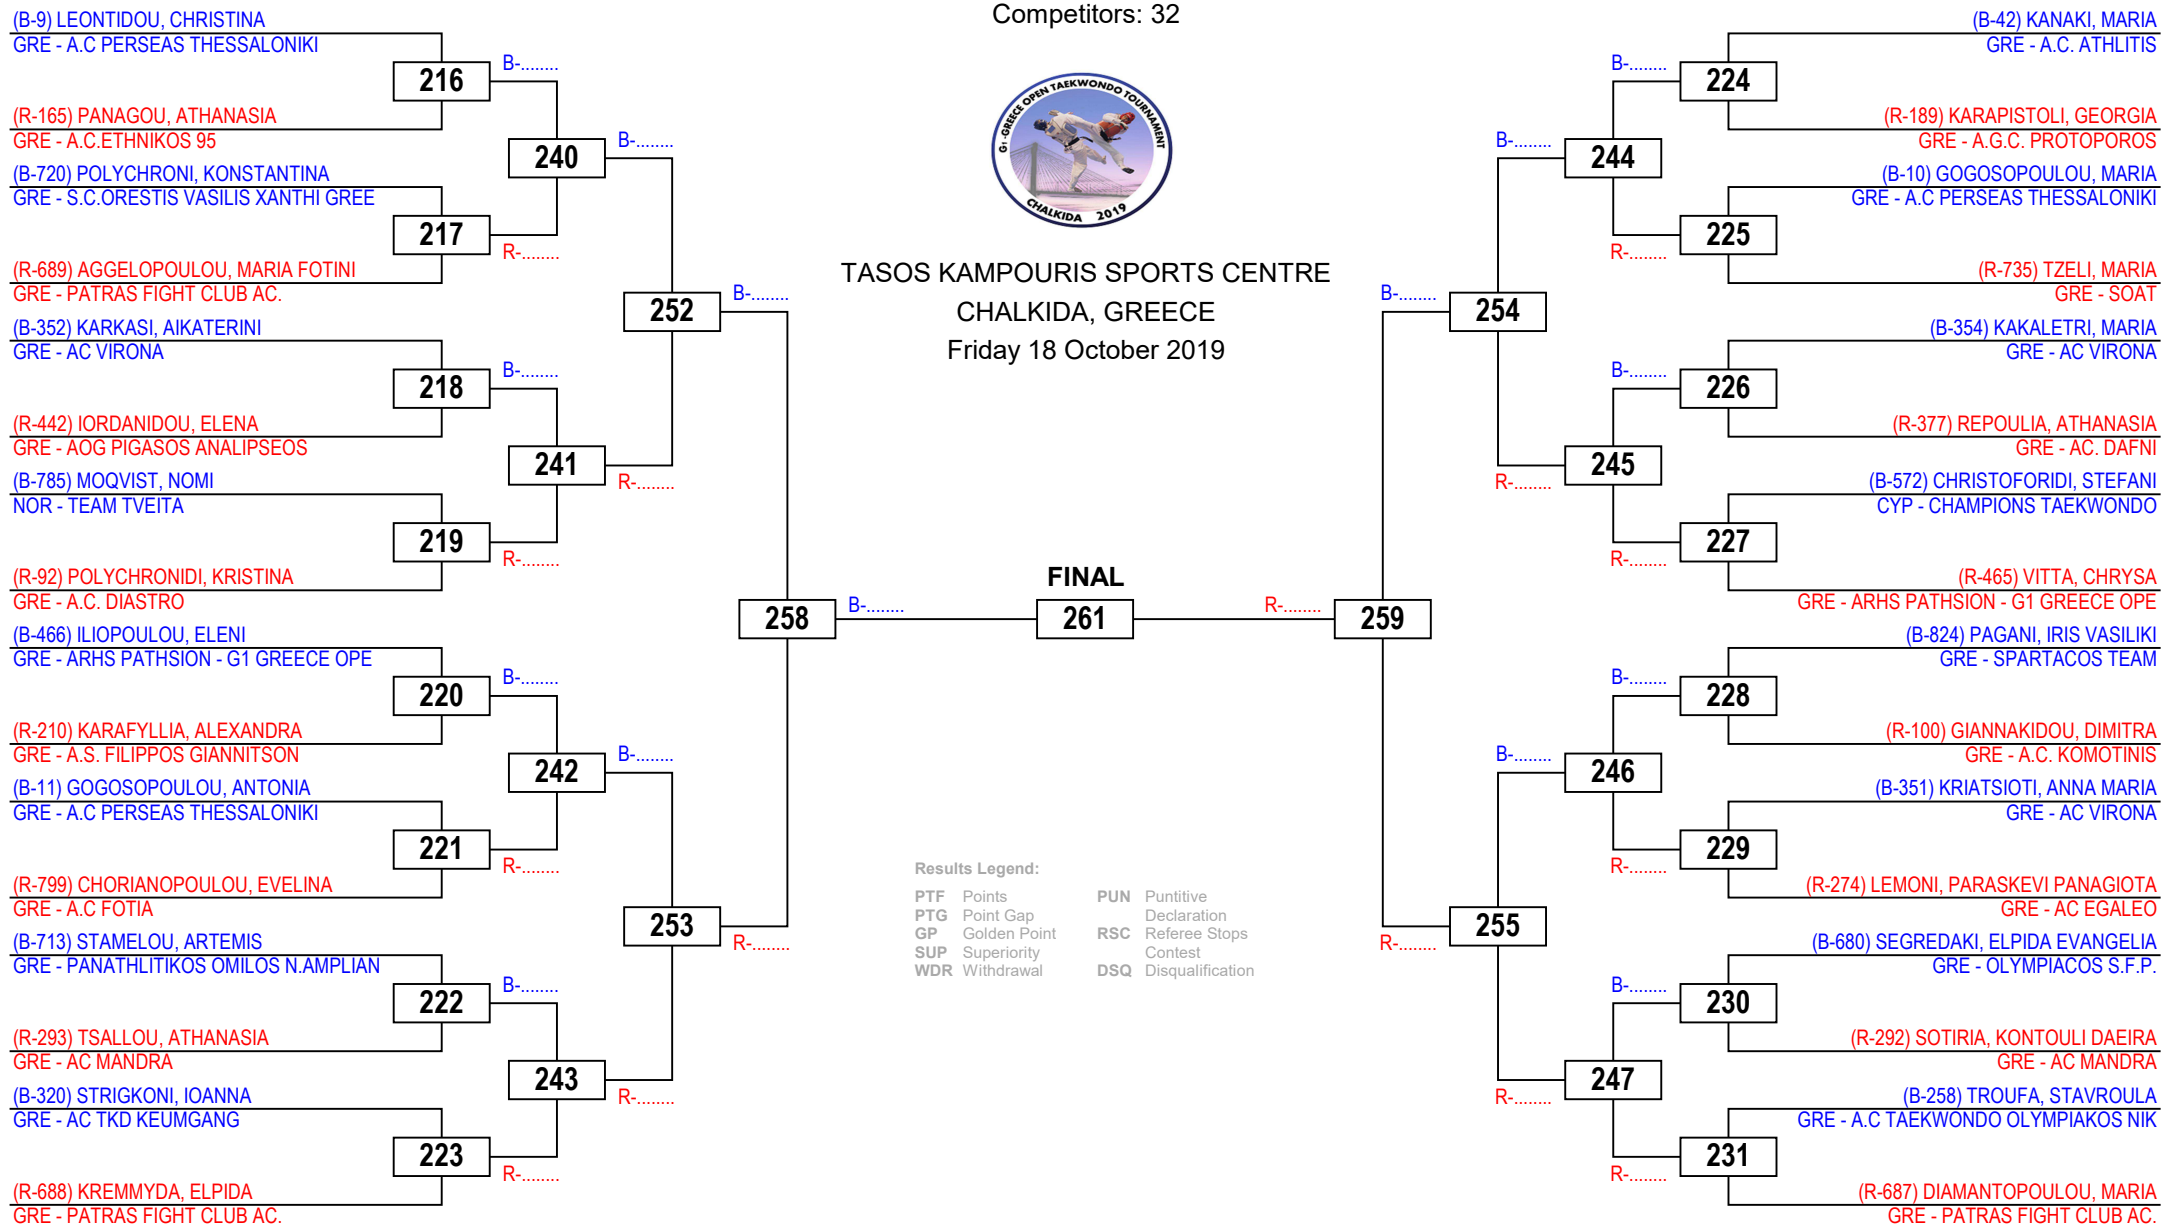 Competitors: 32
G1 -GREECE OPEN TAEKWONDO TOURNAMENT
CHALKIDA 2019
TASOS KAMPOURIS SPORTS CENTRE
CHALKIDA, GREECE
Friday 18 October 2019
(B-9) LEONTIDOU, CHRISTINA
GRE - A.C PERSEAS THESSALONIKI
216
(R-165) PANAGOU, ATHANASIA
GRE - A.C.ETHNIKOS 95
(B-720) POLYCHRONI, KONSTANTINA
GRE - S.C.ORESTIS VASILIS XANTHI GREE
217
(R-689) AGGELOPOULOU, MARIA FOTINI
GRE - PATRAS FIGHT CLUB AC.
(B-352) KARKASI, AIKATERINI
GRE - AC VIRONA
218
(R-442) IORDANIDOU, ELENA
GRE - AOG PIGASOS ANALIPSEOS
(B-785) MOQVIST, NOMI
NOR - TEAM TVEITA
219
(R-92) POLYCHRONIDI, KRISTINA
GRE - A.C. DIASTRO
(B-466) ILIOPOULOU, ELENI
GRE - ARHS PATHSION - G1 GREECE OPE
220
(R-210) KARAFYLLIA, ALEXANDRA
GRE - A.S. FILIPPOS GIANNITSON
(B-11) GOGOSOPOULOU, ANTONIA
GRE - A.C PERSEAS THESSALONIKI
221
(R-799) CHORIANOPOULOU, EVELINA
GRE - A.C FOTIA
(B-713) STAMELOU, ARTEMIS
GRE - PANATHLITIKOS OMILOS N.AMPLIAN
222
(R-293) TSALLOU, ATHANASIA
GRE - AC MANDRA
(B-320) STRIGKONI, IOANNA
GRE - AC TKD KEUMGANG
223
(R-688) KREMMYDA, ELPIDA
GRE - PATRAS FIGHT CLUB AC.
B-........
240
R-........
B-........
241
R-........
B-........
242
R-........
B-........
243
R-........
B-........
252
R-........
B-........
253
R-........
B-........
258
R-........
B-........
FINAL
261
R-........
B-........
259
R-........
B-........
254
R-........
B-........
255
R-........
B-........
244
R-........
B-........
245
R-........
B-........
246
R-........
B-........
247
R-........
(B-42) KANAKI, MARIA
GRE - A.C. ATHLITIS
224
(R-189) KARAPISTOLI, GEORGIA
GRE - A.G.C. PROTOPOROS
(B-10) GOGOSOPOULOU, MARIA
GRE - A.C PERSEAS THESSALONIKI
225
(R-735) TZELI, MARIA
GRE - SOAT
(B-354) KAKALETRI, MARIA
GRE - AC VIRONA
226
(R-377) REPOULIA, ATHANASIA
GRE - AC. DAFNI
(B-572) CHRISTOFORIDI, STEFANI
CYP - CHAMPIONS TAEKWONDO
227
(R-465) VITTA, CHRYSA
GRE - ARHS PATHSION - G1 GREECE OPE
(B-824) PAGANI, IRIS VASILIKI
GRE - SPARTACOS TEAM
228
(R-100) GIANNAKIDOU, DIMITRA
GRE - A.C. KOMOTINIS
(B-351) KRIATSIOTI, ANNA MARIA
GRE - AC VIRONA
229
(R-274) LEMONI, PARASKEVI PANAGIOTA
GRE - AC EGALEO
(B-680) SEGREDAKI, ELPIDA EVANGELIA
GRE - OLYMPIACOS S.F.P.
230
(R-292) SOTIRIA, KONTOULI DAEIRA
GRE - AC MANDRA
(B-258) TROUFA, STAVROULA
GRE - A.C TAEKWONDO OLYMPIAKOS NIK
231
(R-687) DIAMANTOPOULOU, MARIA
GRE - PATRAS FIGHT CLUB AC.
Results Legend:
PTF Points PUN Puntitive
PTG Point Gap Declaration
GP Golden Point RSC Referee Stops
SUP Superiority Contest
WDR Withdrawal DSQ Disqualification